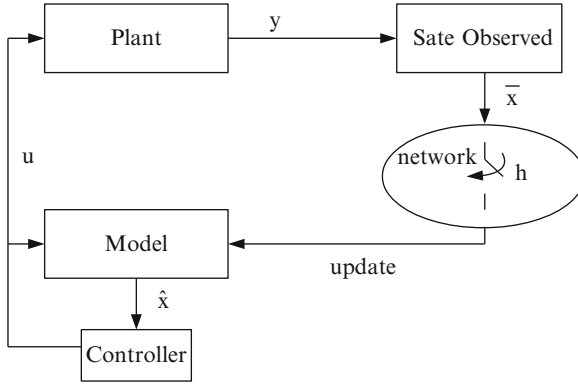 Plant
y
Sate Observed
x̅
u
network
h
Model
update
x̂
Controller